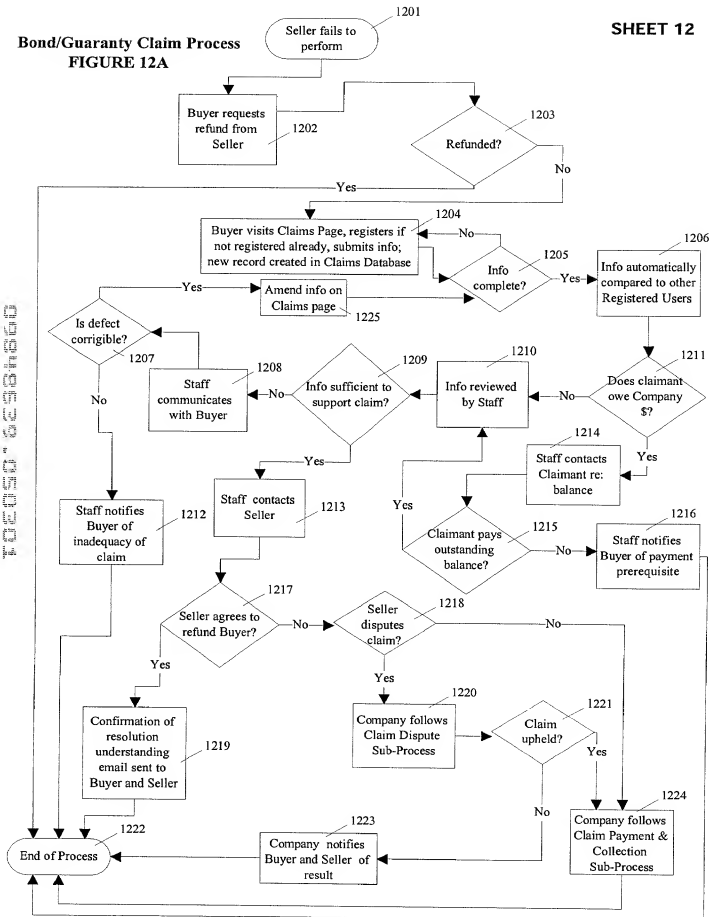 SHEET 12
Bond/Guaranty Claim Process
FIGURE 12A
1201
Seller fails to
perform
Buyer requests
refund from
Seller
1202
1203
Refunded?
No
Yes
1204
Buyer visits Claims Page, registers if
not registered already, submits info;
new record created in Claims Database
No
1205
Info
complete?
Yes
1206
Info automatically
compared to other
Registered Users
Yes
Amend info on
Claims page
1225
Is defect
corrigible?
1207
No
1208
Staff
communicates
with Buyer
No
1209
Info sufficient to
support claim?
Yes
1210
Info reviewed
by Staff
No
1211
Does claimant
owe Company
$?
Yes
1214
Staff contacts
Claimant re:
balance
Yes
Claimant pays
outstanding
balance?
1215
No
1216
Staff notifies
Buyer of payment
prerequisite
Staff contacts
Seller
1213
Staff notifies
Buyer of
inadequacy of
claim
1212
1217
Seller agrees to
refund Buyer?
No
Yes
1218
Seller
disputes
claim?
No
Yes
Confirmation of
resolution
understanding
email sent to
Buyer and Seller
1219
1220
Company follows
Claim Dispute
Sub-Process
1221
Claim
upheld?
Yes
No
1224
Company follows
Claim Payment &
Collection
Sub-Process
1223
Company notifies
Buyer and Seller of
result
1222
End of Process